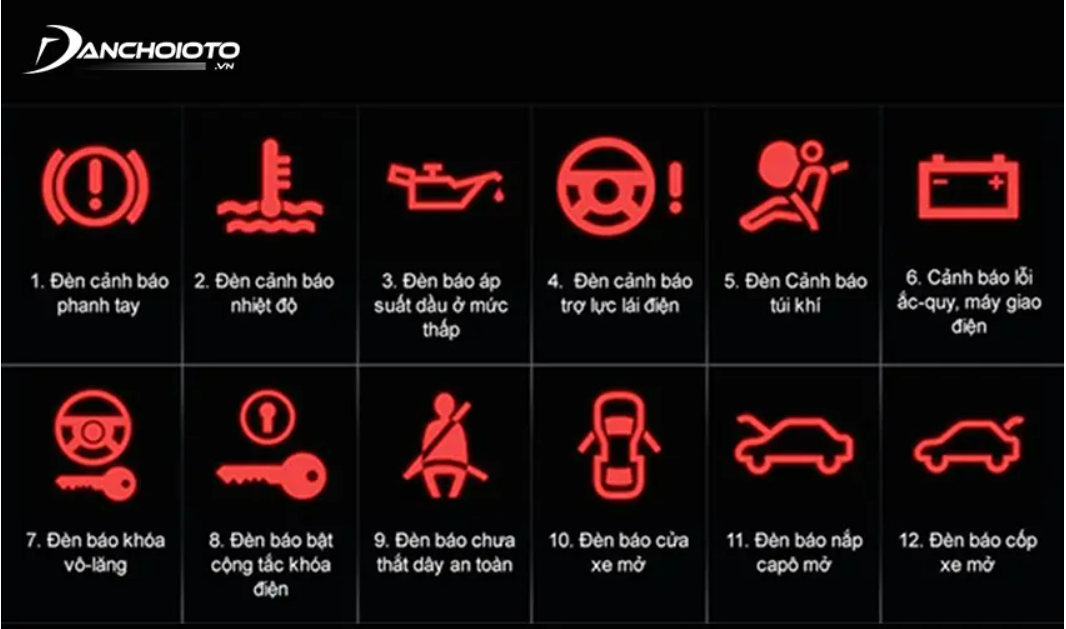 DANCHOIOTO
.VN
1. Đèn cảnh báo
phanh tay
2. Đèn cảnh báo
nhiệt độ
3. Đèn báo áp
suất dầu ở mức
thấp
4. Đèn cảnh báo
trợ lực lái điện
5. Đèn Cảnh báo
túi khí
6. Cảnh báo lỗi
ắc-quy, máy giao
điện
7. Đèn báo khóa
vô-lăng
8. Đèn báo bật
cộng tắc khóa
điện
9. Đèn báo chưa
thắt dây an toàn
10. Đèn báo cửa
xe mở
11. Đèn báo nắp
capô mở
12. Đèn báo cốp
xe mở